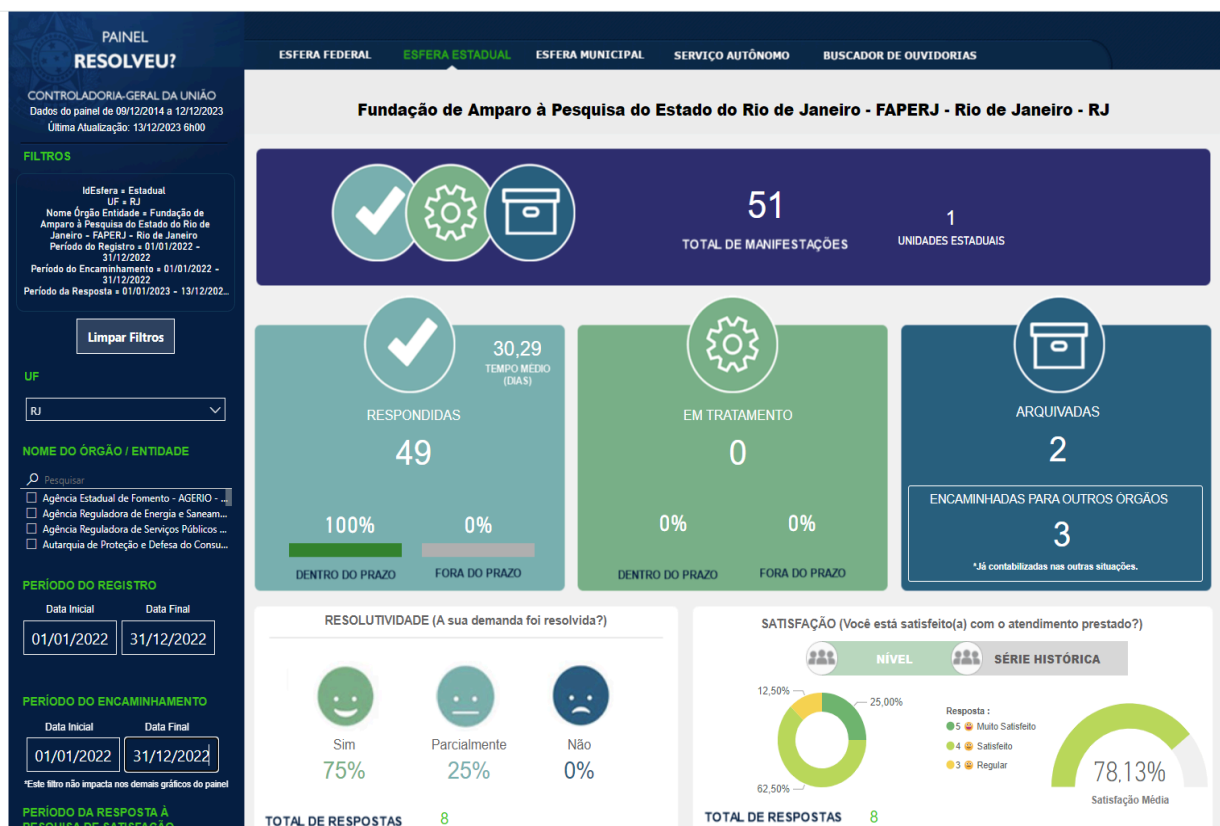 PAINEL
RESOLVEU?
CONTROLADORIA-GERAL DA UNIÃO
Dados do painel de 09/12/2014 a 12/12/2023
Última Atualização: 13/12/2023 6h00
FILTROS
IdEsfera = Estadual
UF = RJ
Nome Órgão Entidade = Fundação de
Amparo à Pesquisa do Estado do Rio de
Janeiro - FAPERJ - Rio de Janeiro
Período do Registro = 01/01/2022 -
31/12/2022
Período do Encaminhamento = 01/01/2022 -
31/12/2022
Período da Resposta = 01/01/2023 - 13/12/202...
Limpar Filtros
UF
RJ
NOME DO ÓRGÃO / ENTIDADE
Pesquisar
Agência Estadual de Fomento - AGERIO - ...
Agência Reguladora de Energia e Saneam...
Agência Reguladora de Serviços Públicos ...
Autarquia de Proteção e Defesa do Consu...
PERÍODO DO REGISTRO
Data Inicial Data Final
01/01/2022 31/12/2022
PERÍODO DO ENCAMINHAMENTO
Data Inicial Data Final
01/01/2022 31/12/2022
*Este filtro não impacta nos demais gráficos do painel
PERÍODO DA RESPOSTA À
PESQUISA DE SATISFAÇÃO
ESFERA FEDERAL ESFERA ESTADUAL ESFERA MUNICIPAL SERVIÇO AUTÔNOMO BUSCADOR DE OUVIDORIAS
Fundação de Amparo à Pesquisa do Estado do Rio de Janeiro - FAPERJ - Rio de Janeiro - RJ
51
TOTAL DE MANIFESTAÇÕES
1
UNIDADES ESTADUAIS
30,29
TEMPO MÉDIO
(DIAS)
RESPONDIDAS
49
100% 0%
DENTRO DO PRAZO FORA DO PRAZO
EM TRATAMENTO
0
0% 0%
DENTRO DO PRAZO FORA DO PRAZO
ARQUIVADAS
2
ENCAMINHADAS PARA OUTROS ÓRGÃOS
3
*Já contabilizadas nas outras situações.
RESOLUTIVIDADE (A sua demanda foi resolvida?)
Sim Parcialmente Não
75% 25% 0%
TOTAL DE RESPOSTAS 8
SATISFAÇÃO (Você está satisfeito(a) com o atendimento prestado?)
NÍVEL SÉRIE HISTÓRICA
12,50%
25,00%
62,50%
Resposta :
5 Muito Satisfeito
4 Satisfeito
3 Regular
78,13%
Satisfação Média
TOTAL DE RESPOSTAS 8